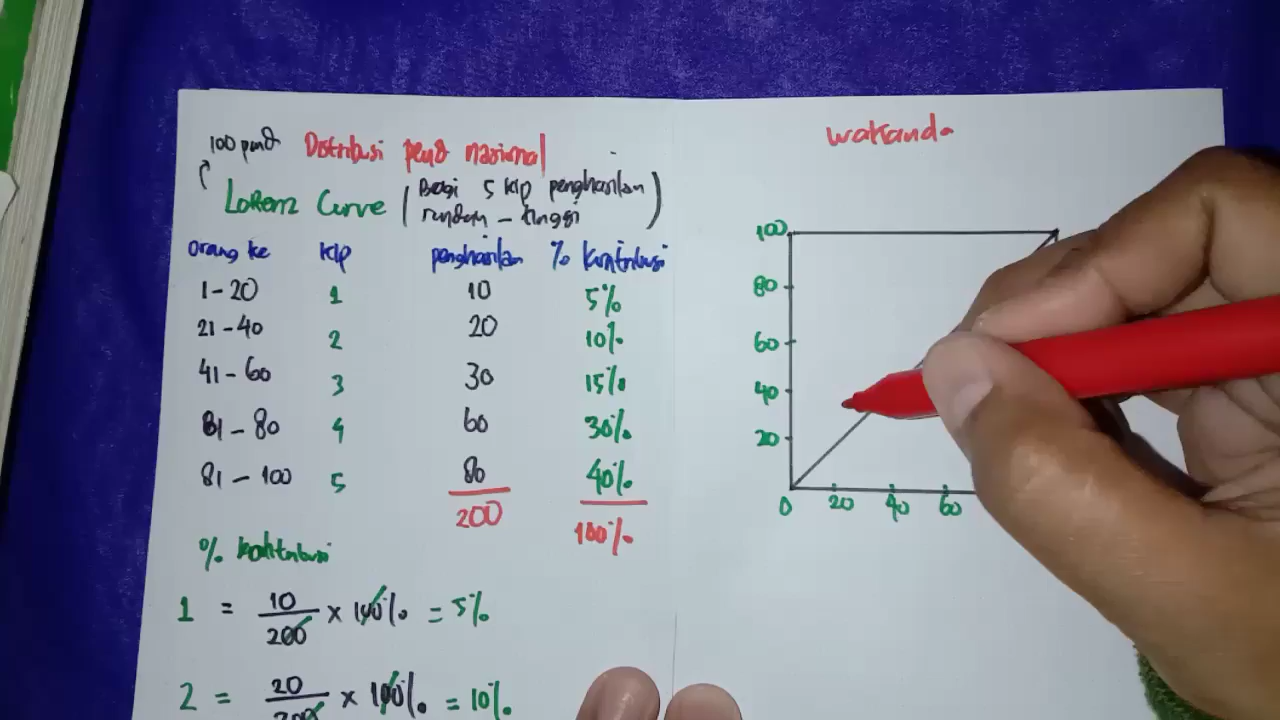 100 pend Distribusi pend nasional
Lorenz Curve (Bagi 5 klp penghasilan
rendah - tinggi)
orang ke klp penghasilan % kontribusi
1-20 1 10 5%
21-40 2 20 10%
41-60 3 30 15%
81-80 4 60 30%
81-100 5 80 40%
200 100%
% kontribusi
1 = 10/200 x 100% = 5%
2 = 20/200 x 100% = 10%
wakanda
100
80
60
40
20
0 20 40 60